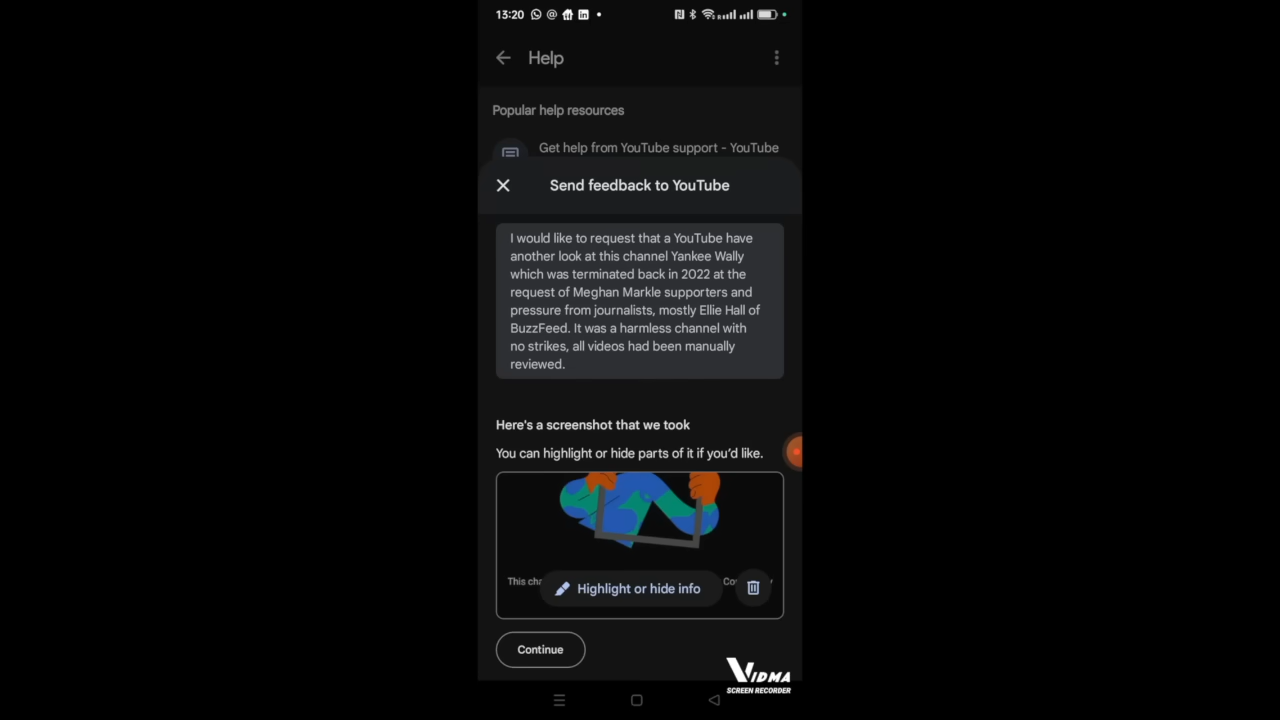 13:20
Help
Popular help resources
Get help from YouTube support - YouTube
Send feedback to YouTube
I would like to request that a YouTube have
another look at this channel Yankee Wally
which was terminated back in 2022 at the
request of Meghan Markle supporters and
pressure from journalists, mostly Ellie Hall of
BuzzFeed. It was a harmless channel with
no strikes, all videos had been manually
reviewed.
Here's a screenshot that we took
You can highlight or hide parts of it if you'd like.
This
Highlight or hide info
Continue
VIDMA
SCREEN RECORDER